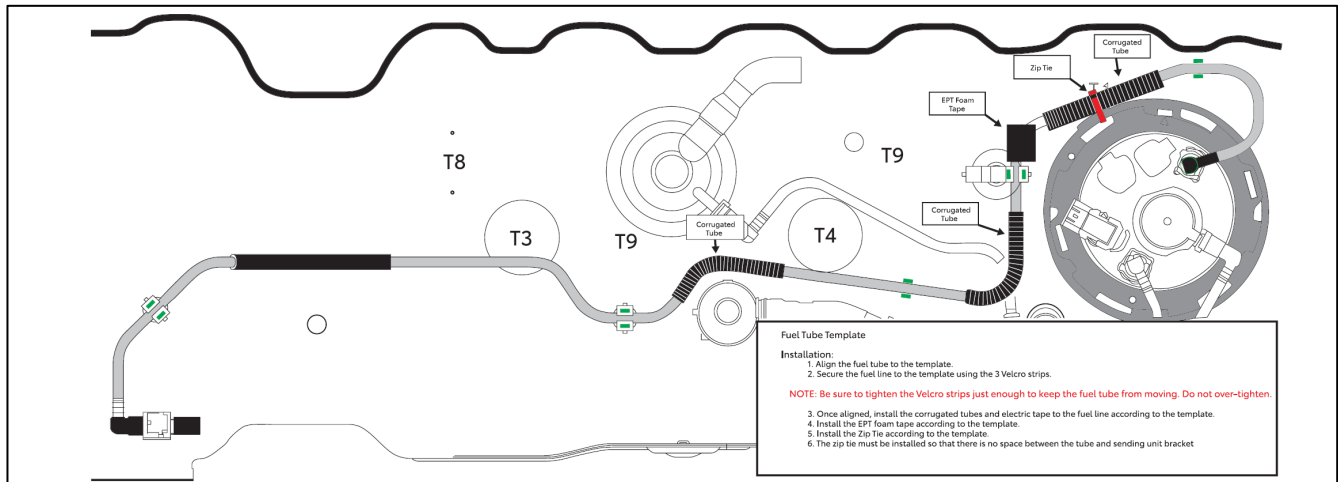 Corrugated
Tube
Zip Tie
EPT Foam
Tape
T8
T9
T3
T9
Corrugated
Tube
T4
Corrugated
Tube
Fuel Tube Template
Installation:
1. Align the fuel tube to the template.
2. Secure the fuel line to the template using the 3 Velcro strips.
NOTE: Be sure to tighten the Velcro strips just enough to keep the fuel tube from moving. Do not over-tighten.
3. Once aligned, install the corrugated tubes and electric tape to the fuel line according to the template.
4. Install the EPT foam tape according to the template.
5. Install the Zip Tie according to the template.
6. The zip tie must be installed so that there is no space between the tube and sending unit bracket